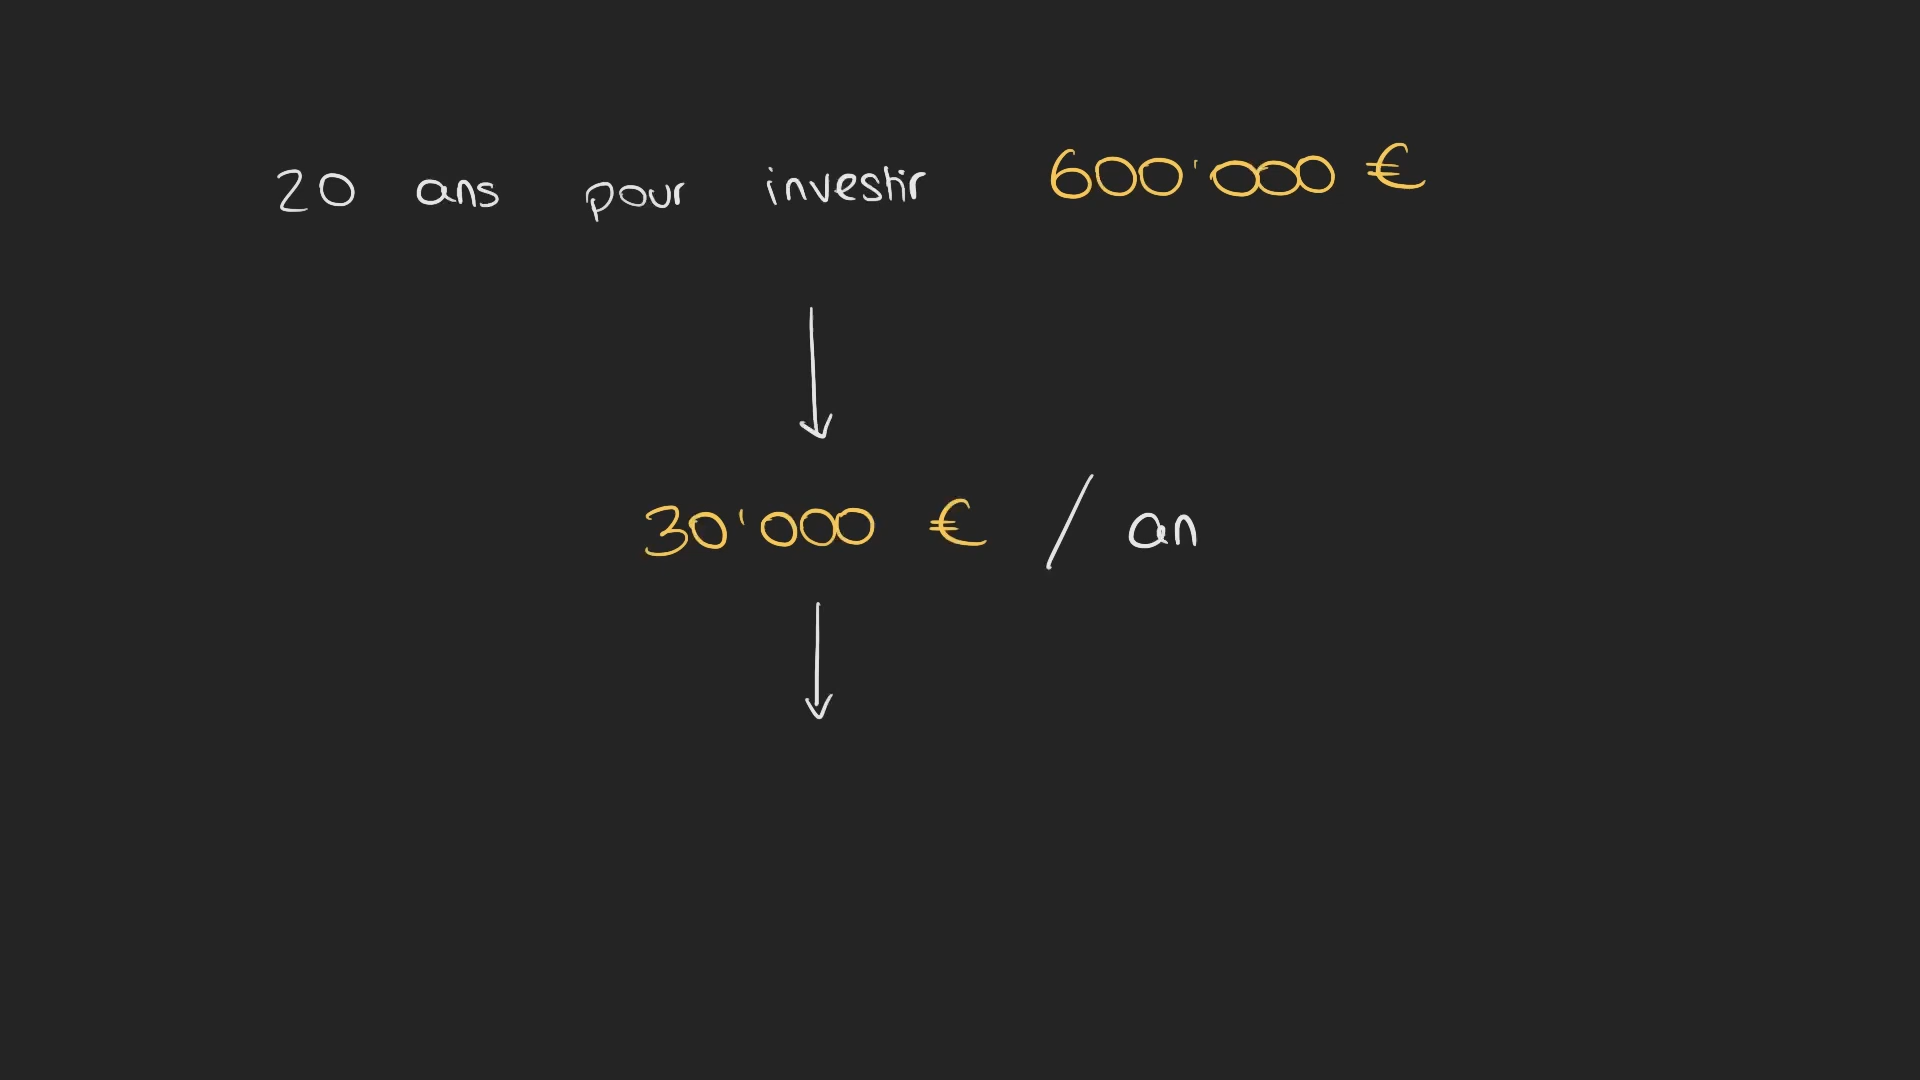 20 ans pour investir 600'000 €
30'000 € / an